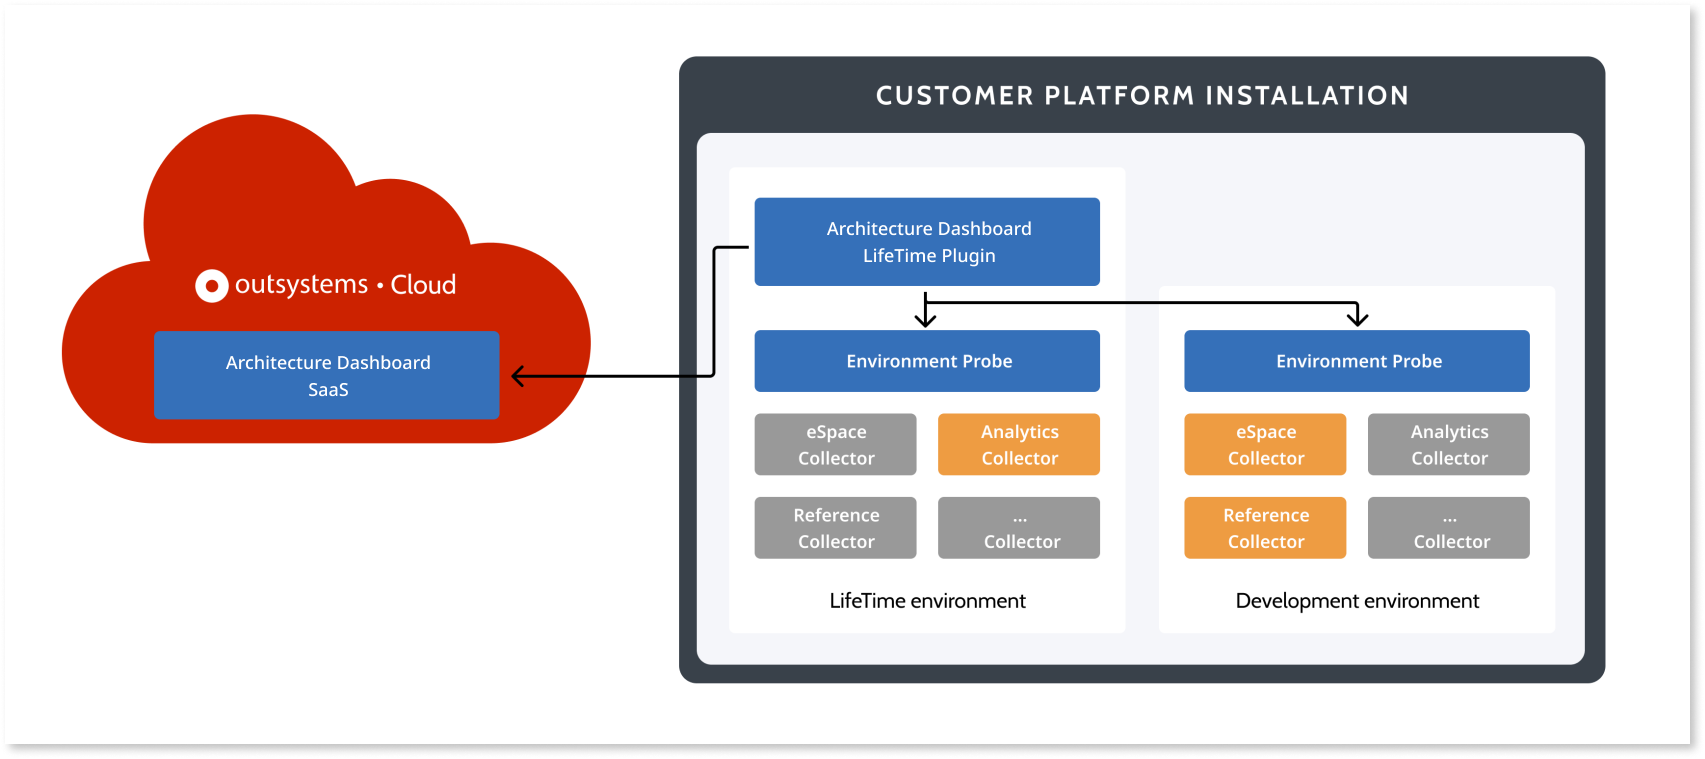 CUSTOMER PLATFORM INSTALLATION
outsystems • Cloud
Architecture Dashboard
SaaS
Architecture Dashboard
LifeTime Plugin
Environment Probe
eSpace
Collector
Analytics
Collector
Reference
Collector
...
Collector
LifeTime environment
Environment Probe
eSpace
Collector
Analytics
Collector
Reference
Collector
...
Collector
Development environment